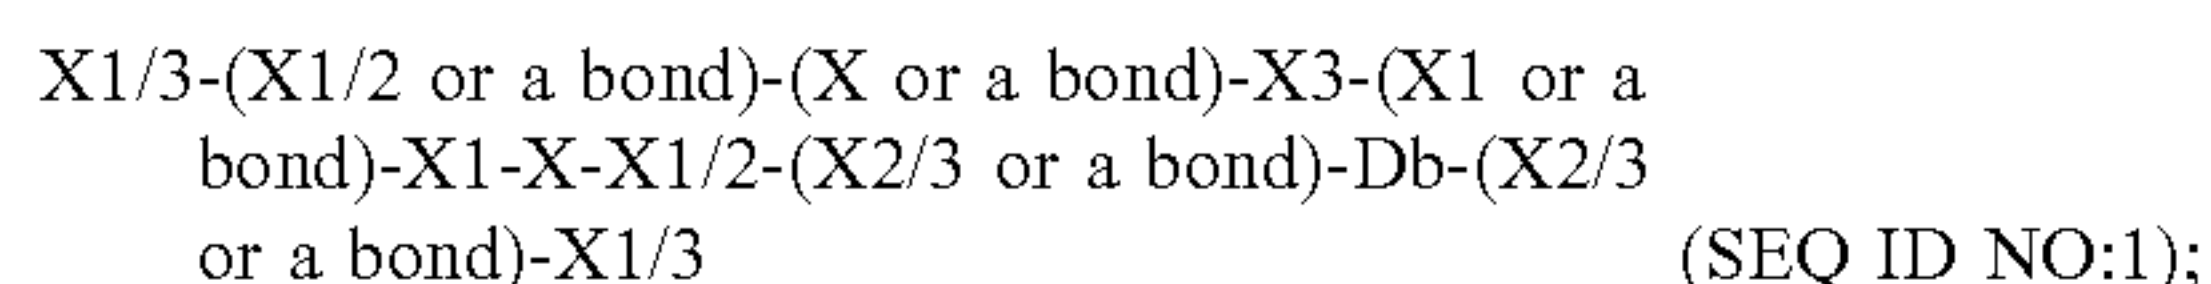 X1/3-(X1/2 or a bond)-(X or a bond)-X3-(X1 or a
bond)-X1-X-X1/2-(X2/3 or a bond)-Db-(X2/3
or a bond)-X1/3 (SEQ ID NO:1);